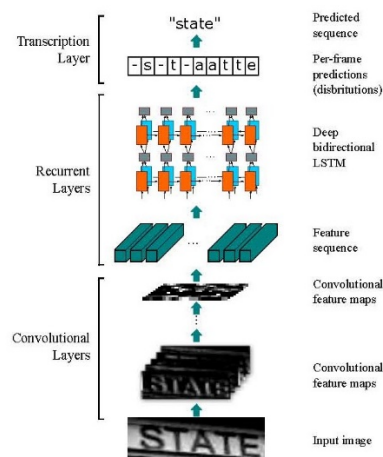 "state"
Predicted sequence
Transcription Layer
- s - t - a a t t e
Per-frame predictions (disbritutions)
Recurrent Layers
Deep bidirectional LSTM
...
...
...
Feature sequence
Convolutional feature maps
Convolutional Layers
STATE
Convolutional feature maps
STATE
Input image